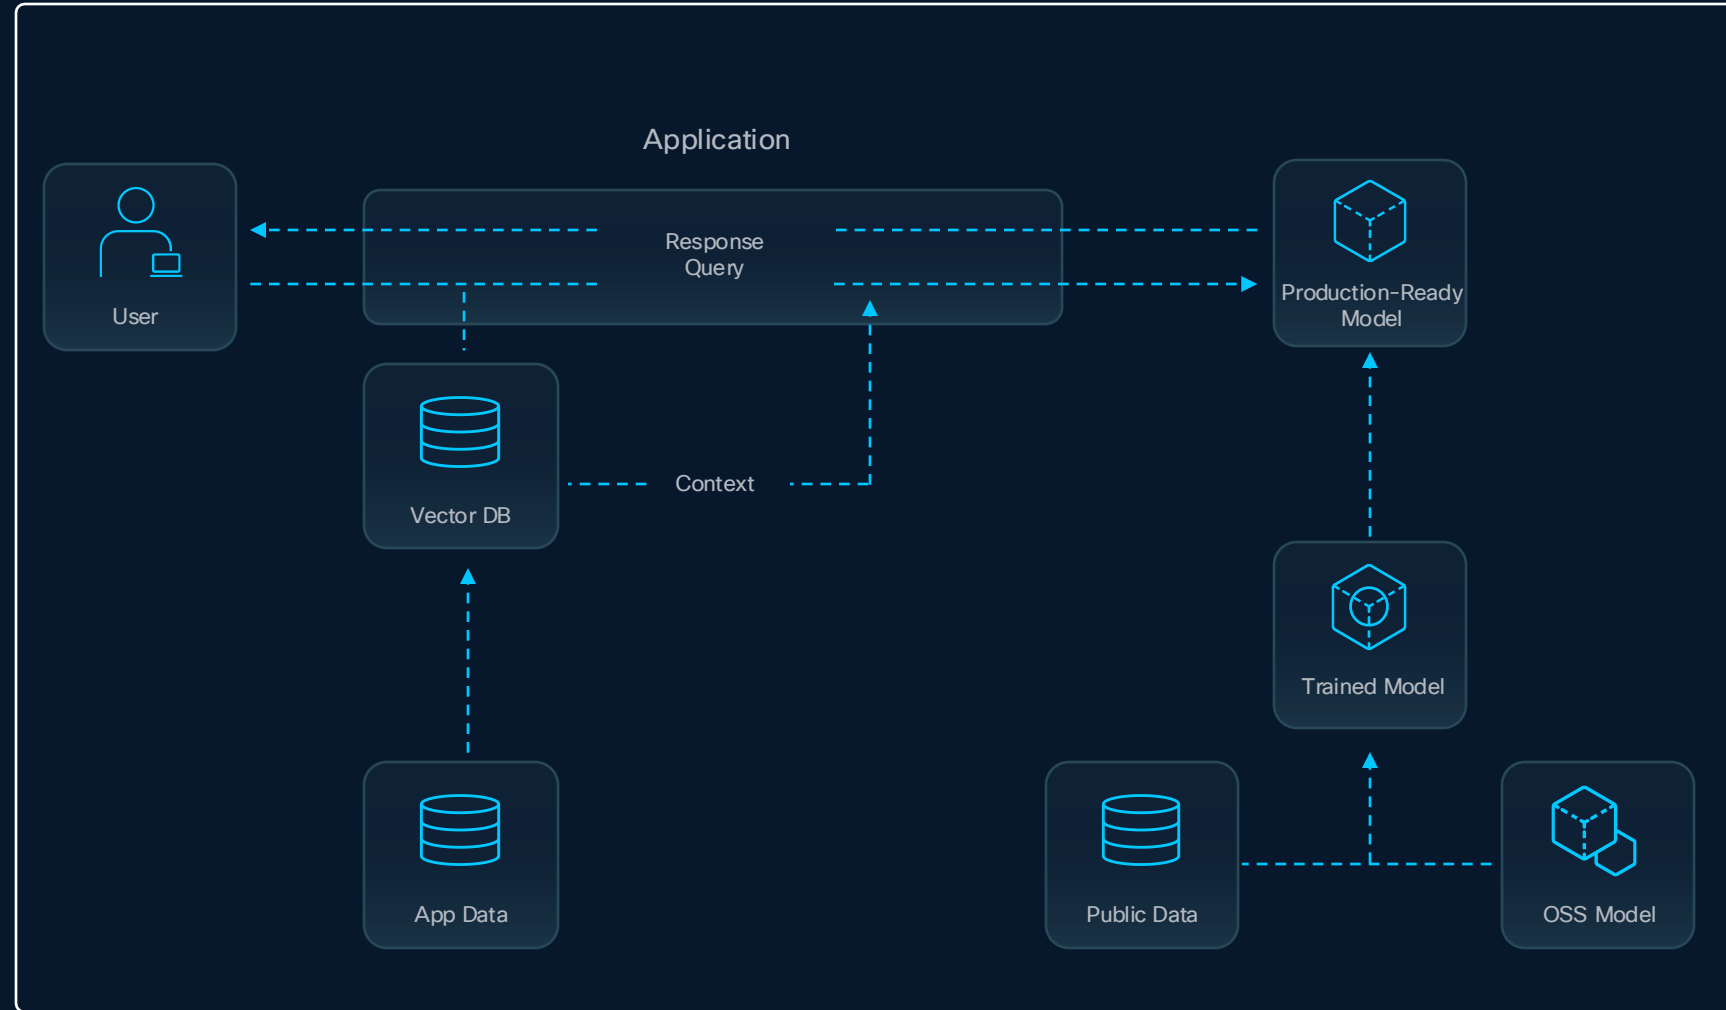 Application
Response
Query
User
Production-Ready
Model
Vector DB
Context
Trained Model
App Data
Public Data
OSS Model